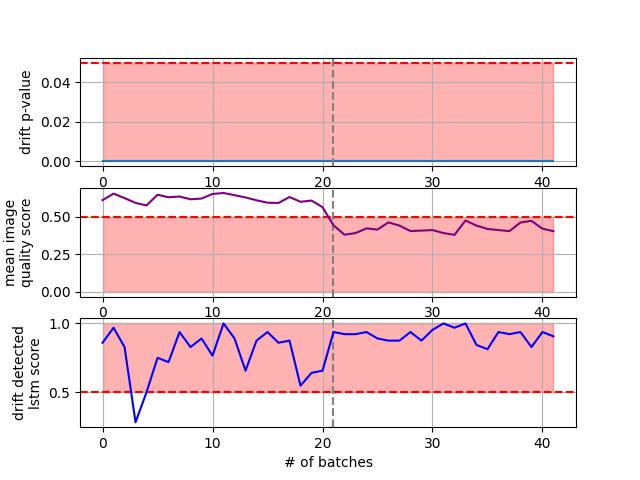 drift p-value
0.04
0.02
0.00
0 10 20 30 40
mean image
quality score
0.50
0.25
0.00
0 10 20 30 40
drift detected
lstm score
1.0
0.5
0 10 20 30 40
# of batches